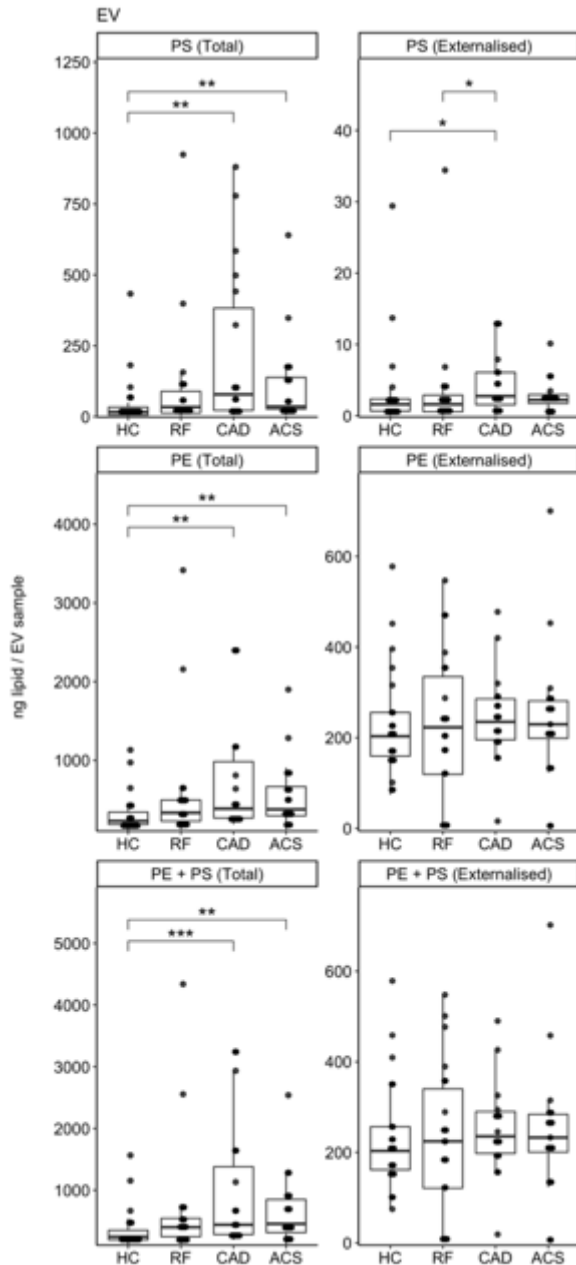 EV
PS (Total)
PS (Externalised)
1250
1000
750
500
250
0
**
**
HC RF CAD ACS
40
30
20
10
0
*
*
HC RF CAD ACS
PE (Total)
PE (Externalised)
4000
3000
2000
1000
**
**
HC RF CAD ACS
600
400
200
0
HC RF CAD ACS
ng lipid / EV sample
PE + PS (Total)
PE + PS (Externalised)
5000
4000
3000
2000
1000
**
***
HC RF CAD ACS
600
400
200
0
HC RF CAD ACS